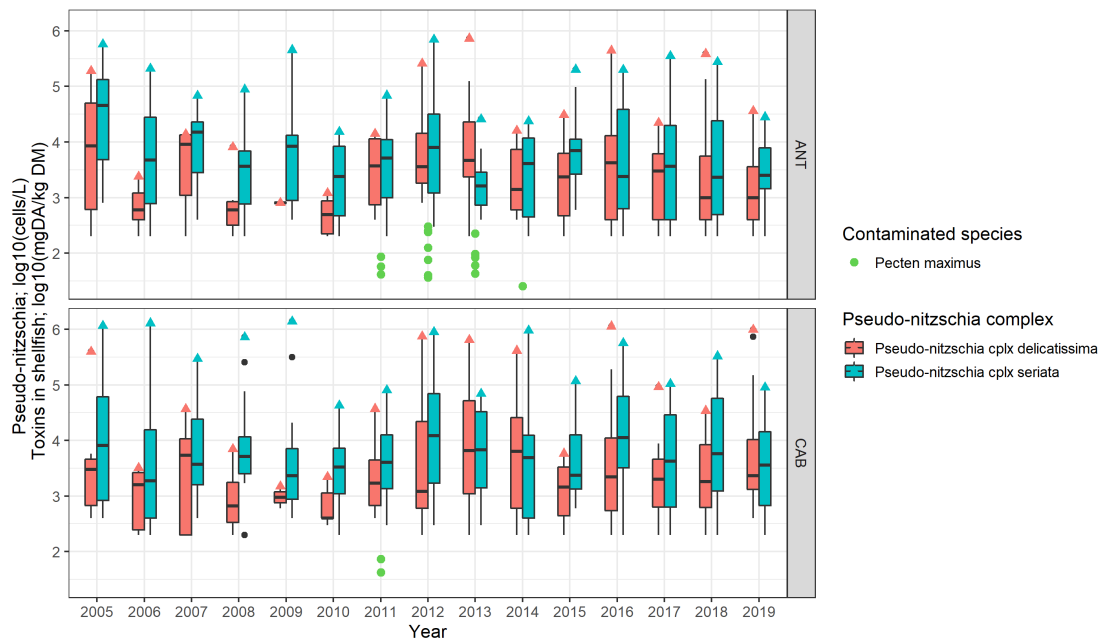 Pseudo-nitzschia; log10(cells/L)
Toxins in shellfish; log10(mgDA/kg DM)
6
5
4
3
2
ANT
6
5
4
3
2
CAB
2005 2006 2007 2008 2009 2010 2011 2012 2013 2014 2015 2016 2017 2018 2019
Year
Contaminated species
Pecten maximus
Pseudo-nitzschia complex
Pseudo-nitzschia cplx delicatissima
Pseudo-nitzschia cplx seriata